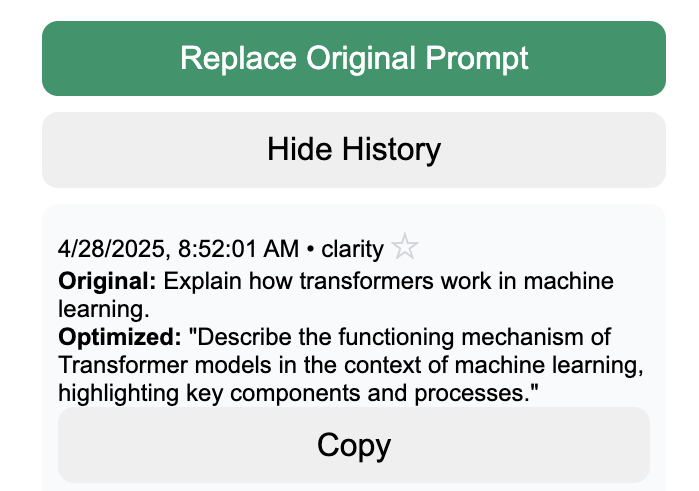 Replace Original Prompt
Hide History
4/28/2025, 8:52:01 AM • clarity ☆
Original: Explain how transformers work in machine
learning.
Optimized: "Describe the functioning mechanism of
Transformer models in the context of machine learning,
highlighting key components and processes."
Copy